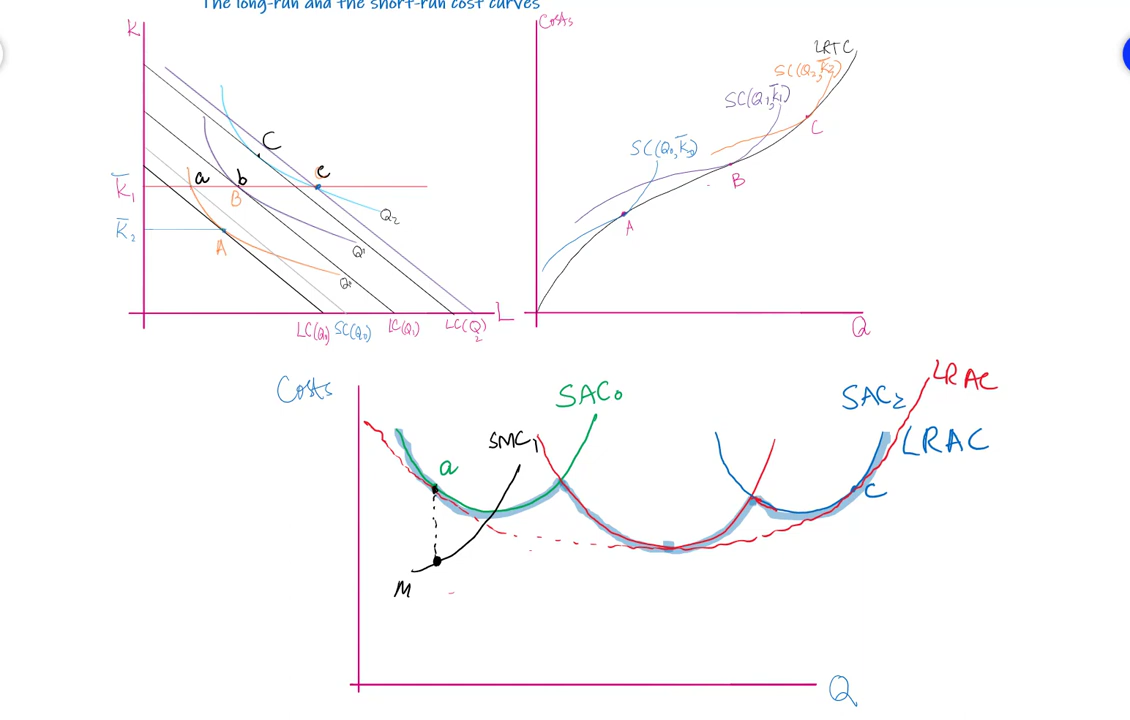 The long-run and the short-run cost curves
K
C
a
b
e
K̄₁
B
Q₂
K̄₂
A
Q₁
Q₀
L
LC(Q₀)
SC(Q₀)
LC(Q₁)
LC(Q₂)
Costs
LRTC
SC(Q₂, K̄₂)
SC(Q₁, K̄₁)
C
SC(Q₀, K̄₀)
B
A
Q
Costs
SAC₀
SAC₂
LRAC
SMC₁
LRAC
a
C
M
Q